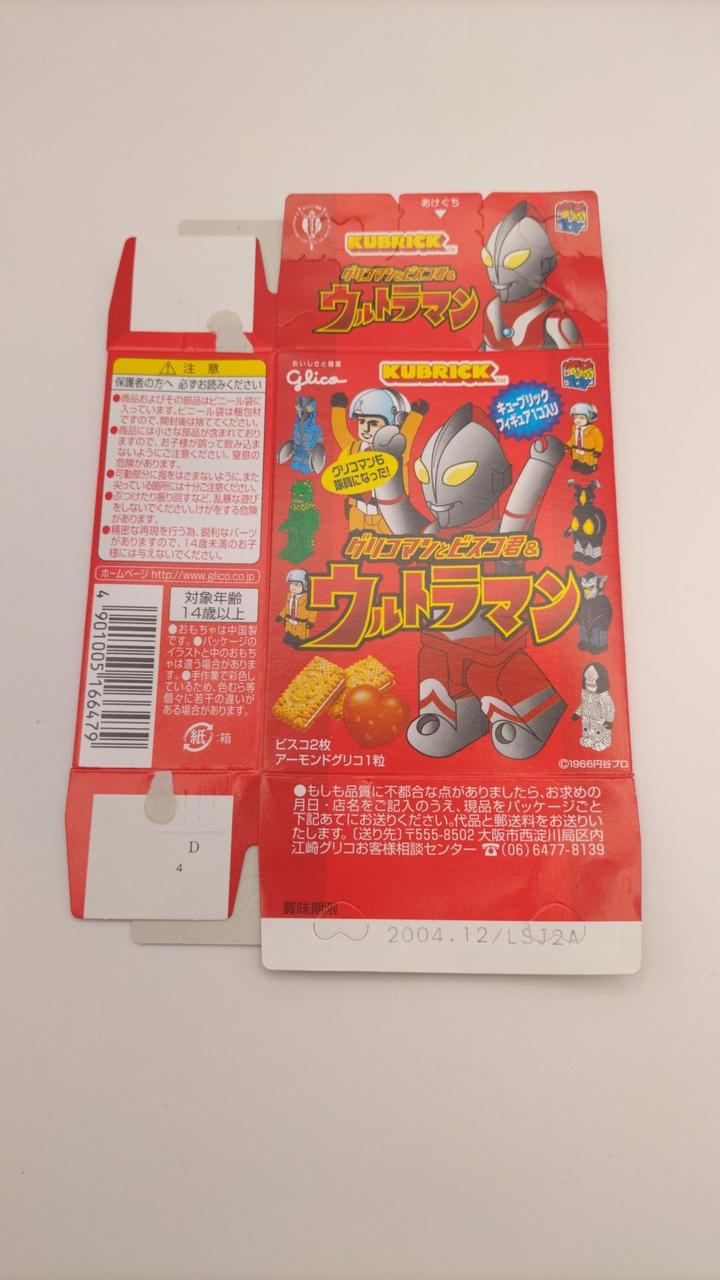 あけぐち
KUBRICK TM
グリコマンとビスコ君&
ウルトラマン
おいしさと健康
Glico
KUBRICK TM
キューブリック
フィギュア1コ入り
グリコマンも
隊員になった!
グリコマンとビスコ君&
ウルトラマン
ビスコ2枚
アーモンドグリコ1粒
©1966円谷プロ
●もしも品質に不都合な点がありましたら、お求めの
月日・店名をご記入のうえ、現品をパッケージごと
下記あてにお送りください。代品と郵送料をお送りい
たします。〔送り先〕〒555-8502 大阪市西淀川局区内
江崎グリコお客様相談センター ☎(06) 6477-8139
賞味期限
2004.12/LSJ2A
注意
保護者の方へ 必ずお読みください
●商品およびその部品はビニール袋に
入っています。ビニール袋は梱包材
ですので、開封後は捨ててください。
●商品には小さな部品が含まれており
ますので、お子様が誤って飲み込ま
ないようにご注意ください。窒息の
危険があります。
●可動部分に指をはさまないように、また
尖っている箇所には十分ご注意ください。
●ぶつけたり振り回すなど、乱暴な遊び
をしないでください。けがをする危険
があります。
●精密な再現を行う為、鋭利なパーツ
がありますので、14歳未満のお子
様には与えないでください。
ホームページ http://www.glico.co.jp
4 901005 166479
対象年齢
14歳以上
●おもちゃは中国製
です。●パッケージの
イラストと中のおもち
ゃは違う場合がありま
す。●手作業で彩色し
ているため、色むら等
個々に若干の違いが
ある場合があります。
紙:箱
D
4